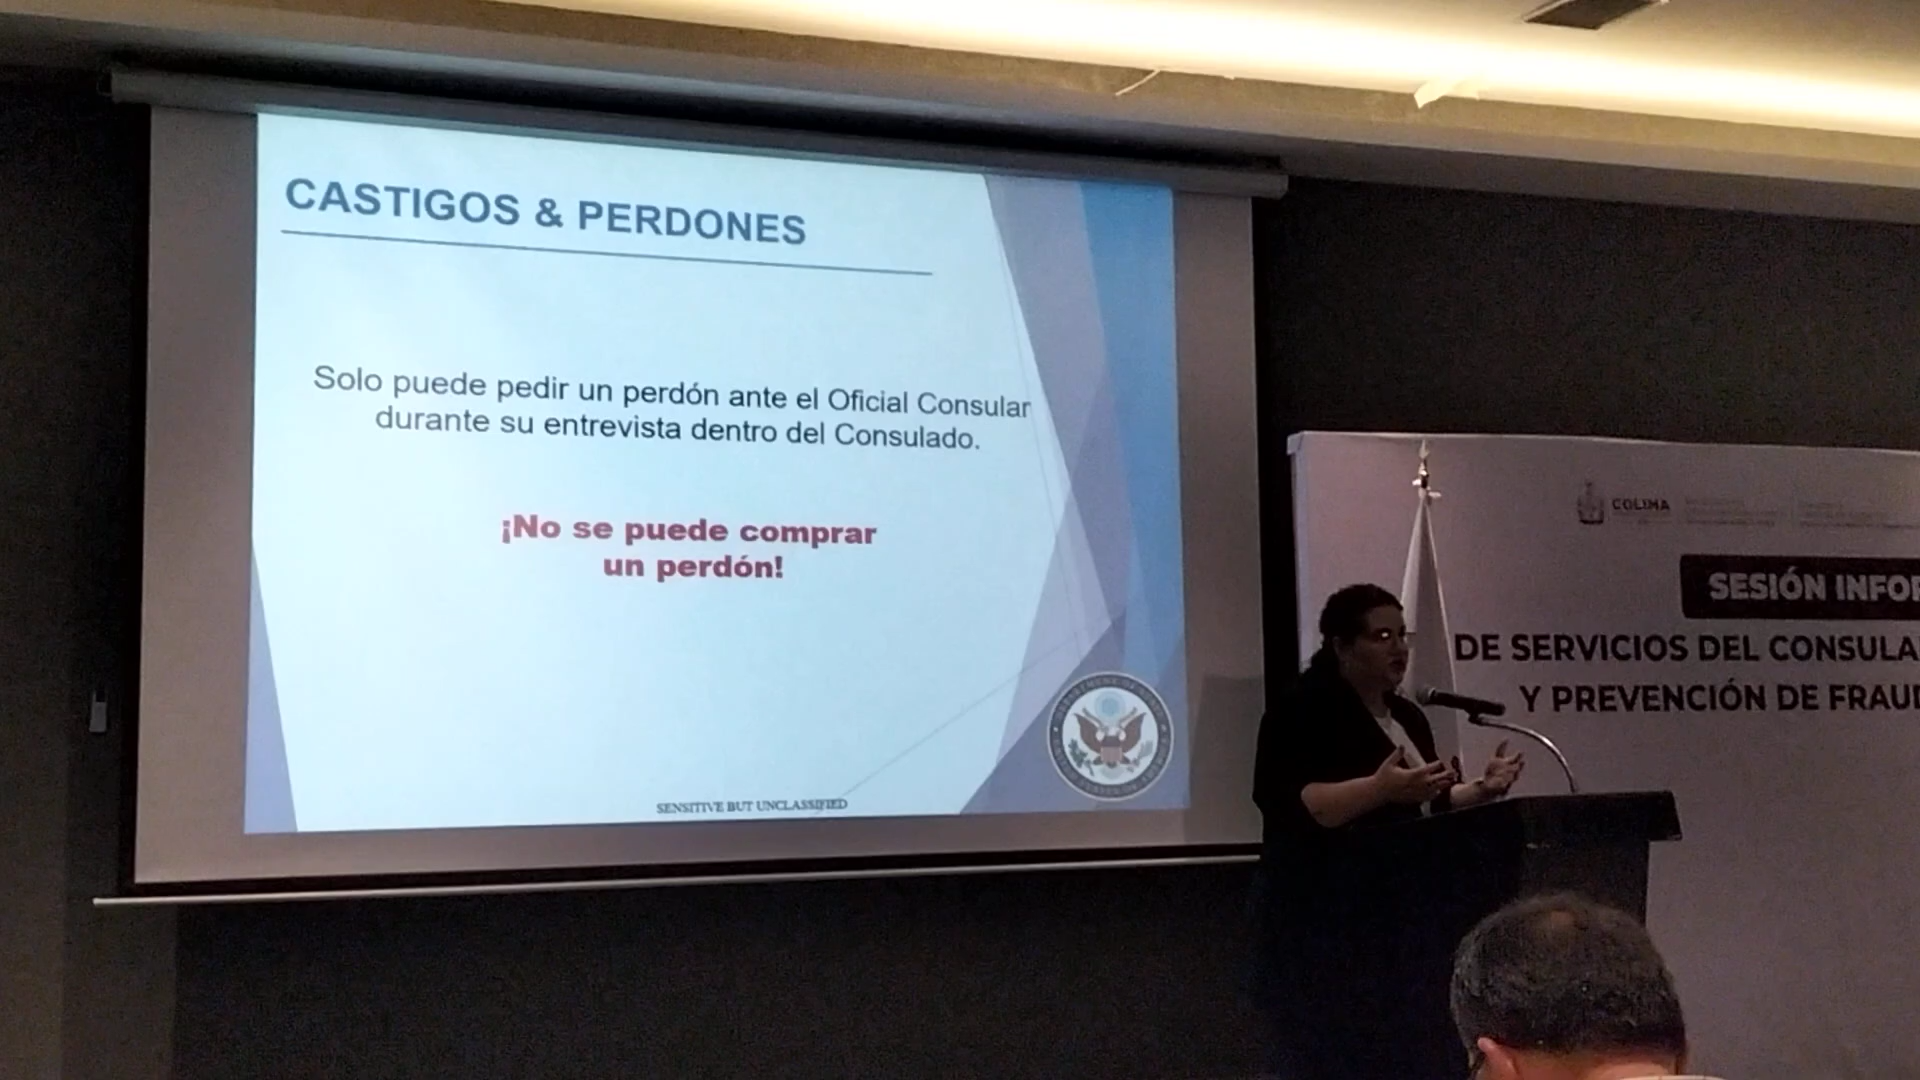 CASTIGOS & PERDONES
Solo puede pedir un perdón ante el Oficial Consular
durante su entrevista dentro del Consulado.
¡No se puede comprar
un perdón!
SENSITIVE BUT UNCLASSIFIED
COLIMA
SESIÓN INFOR
DE SERVICIOS DEL CONSULA
Y PREVENCIÓN DE FRAUD